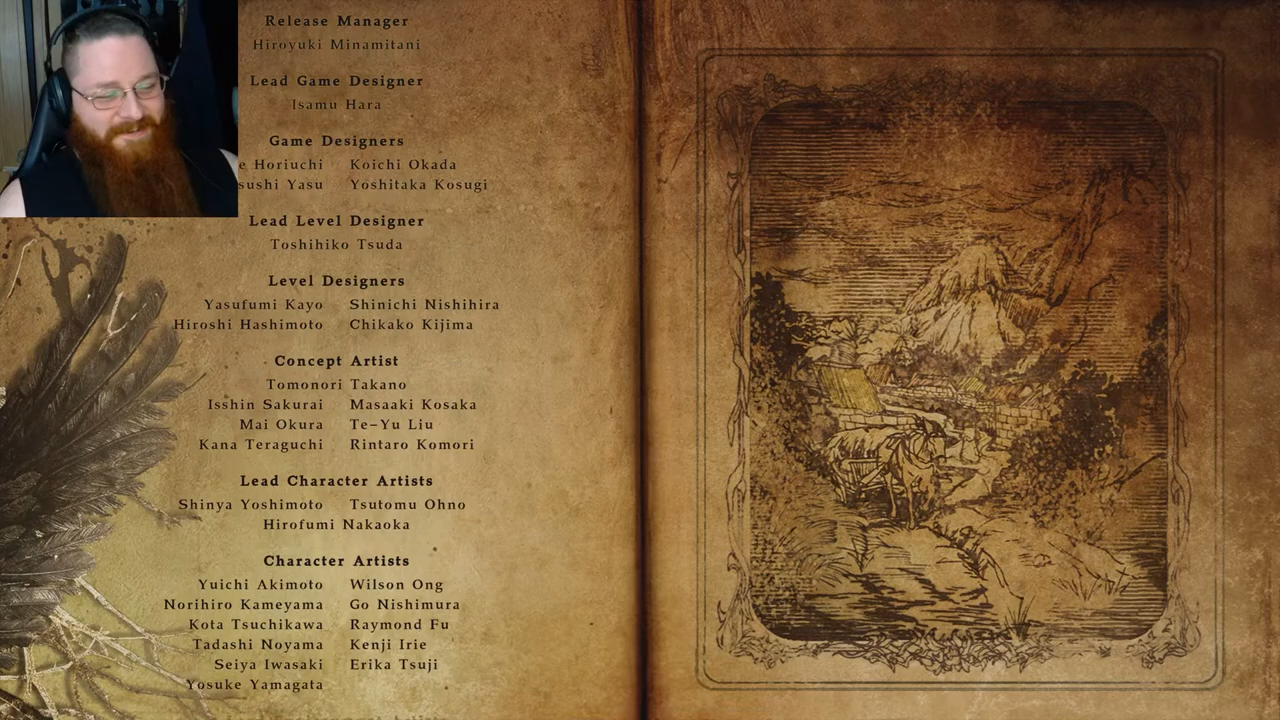 Release Manager
Hiroyuki Minamitani
Lead Game Designer
Isamu Hara
Game Designers
e Horiuchi Koichi Okada
sushi Yasu Yoshitaka Kosugi
Lead Level Designer
Toshihiko Tsuda
Level Designers
Yasufumi Kayo Shinichi Nishihira
Hiroshi Hashimoto Chikako Kijima
Concept Artist
Tomonori Takano
Isshin Sakurai Masaaki Kosaka
Mai Okura Te-Yu Liu
Kana Teraguchi Rintaro Komori
Lead Character Artists
Shinya Yoshimoto Tsutomu Ohno
Hirofumi Nakaoka
Character Artists
Yuichi Akimoto Wilson Ong
Norihiro Kameyama Go Nishimura
Kota Tsuchikawa Raymond Fu
Tadashi Noyama Kenji Irie
Seiya Iwasaki Erika Tsuji
Yosuke Yamagata